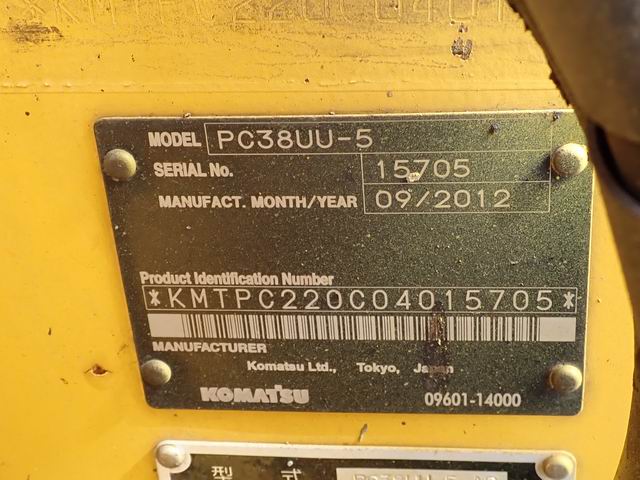 MODEL PC38UU-5
SERIAL No. 15705
MANUFACT. MONTH/YEAR 09/2012
Product Identification Number
*KMTPC220C04015705*
MANUFACTURER
Komatsu Ltd., Tokyo, Japan
KOMATSU 09601-14000
型 式